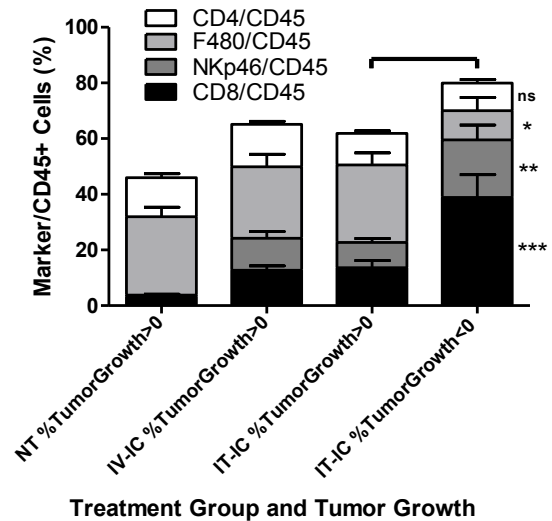 Marker/CD45+ Cells (%)
100
80
60
40
20
0
CD4/CD45
F480/CD45
NKp46/CD45
CD8/CD45
ns
*
**
***
NT %TumorGrowth>0
IV-IC %TumorGrowth>0
IT-IC %TumorGrowth>0
IT-IC %TumorGrowth<0
Treatment Group and Tumor Growth